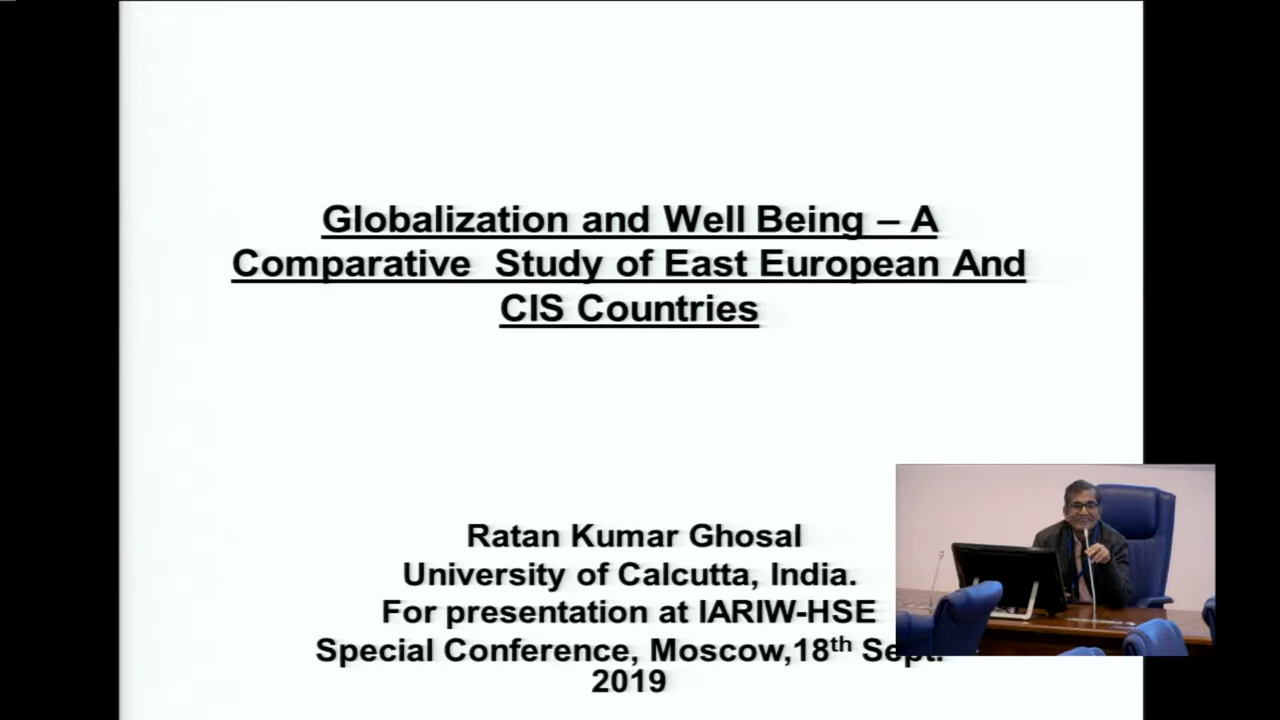 Globalization and Well Being – A
Comparative Study of East European And
CIS Countries
Ratan Kumar Ghosal
University of Calcutta, India.
For presentation at IARIW-HSE
Special Conference, Moscow,18th Sept.
2019